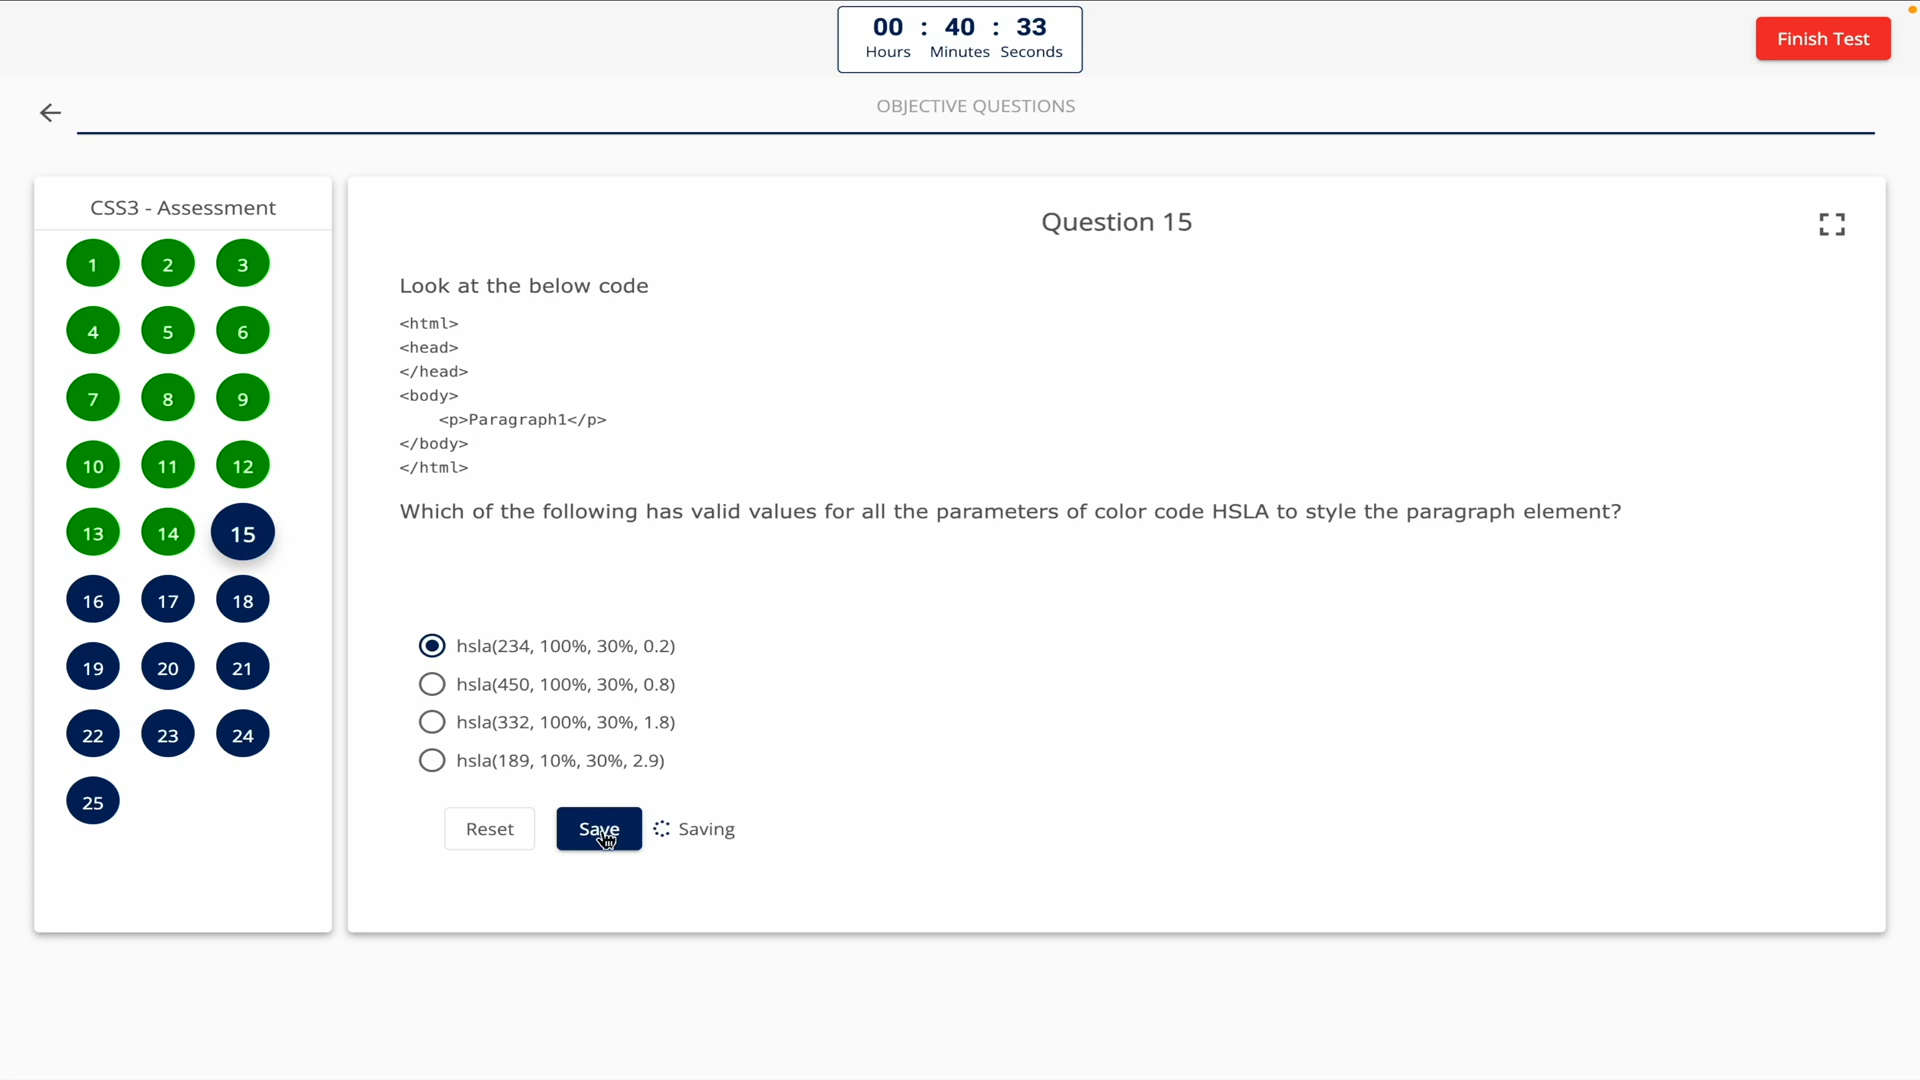 00 : 40 : 33
Hours Minutes Seconds
Finish Test
OBJECTIVE QUESTIONS
CSS3 - Assessment
1 2 3
4 5 6
7 8 9
10 11 12
13 14 15
16 17 18
19 20 21
22 23 24
25
Question 15
Look at the below code
<html>
<head>
</head>
<body>
    <p>Paragraph1</p>
</body>
</html>
Which of the following has valid values for all the parameters of color code HSLA to style the paragraph element?
hsla(234, 100%, 30%, 0.2)
hsla(450, 100%, 30%, 0.8)
hsla(332, 100%, 30%, 1.8)
hsla(189, 10%, 30%, 2.9)
Reset Save Saving